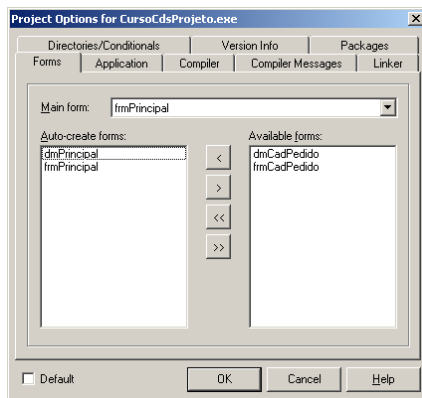 Project Options for CursoCdsProjeto.exe
Directories/Conditionals Version Info Packages
Forms Application Compiler Compiler Messages Linker
Main form: frmPrincipal
Auto-create forms: Available forms:
dmPrincipal dmCadPedido
frmPrincipal frmCadPedido
<
>
<<
>>
Default OK Cancel Help